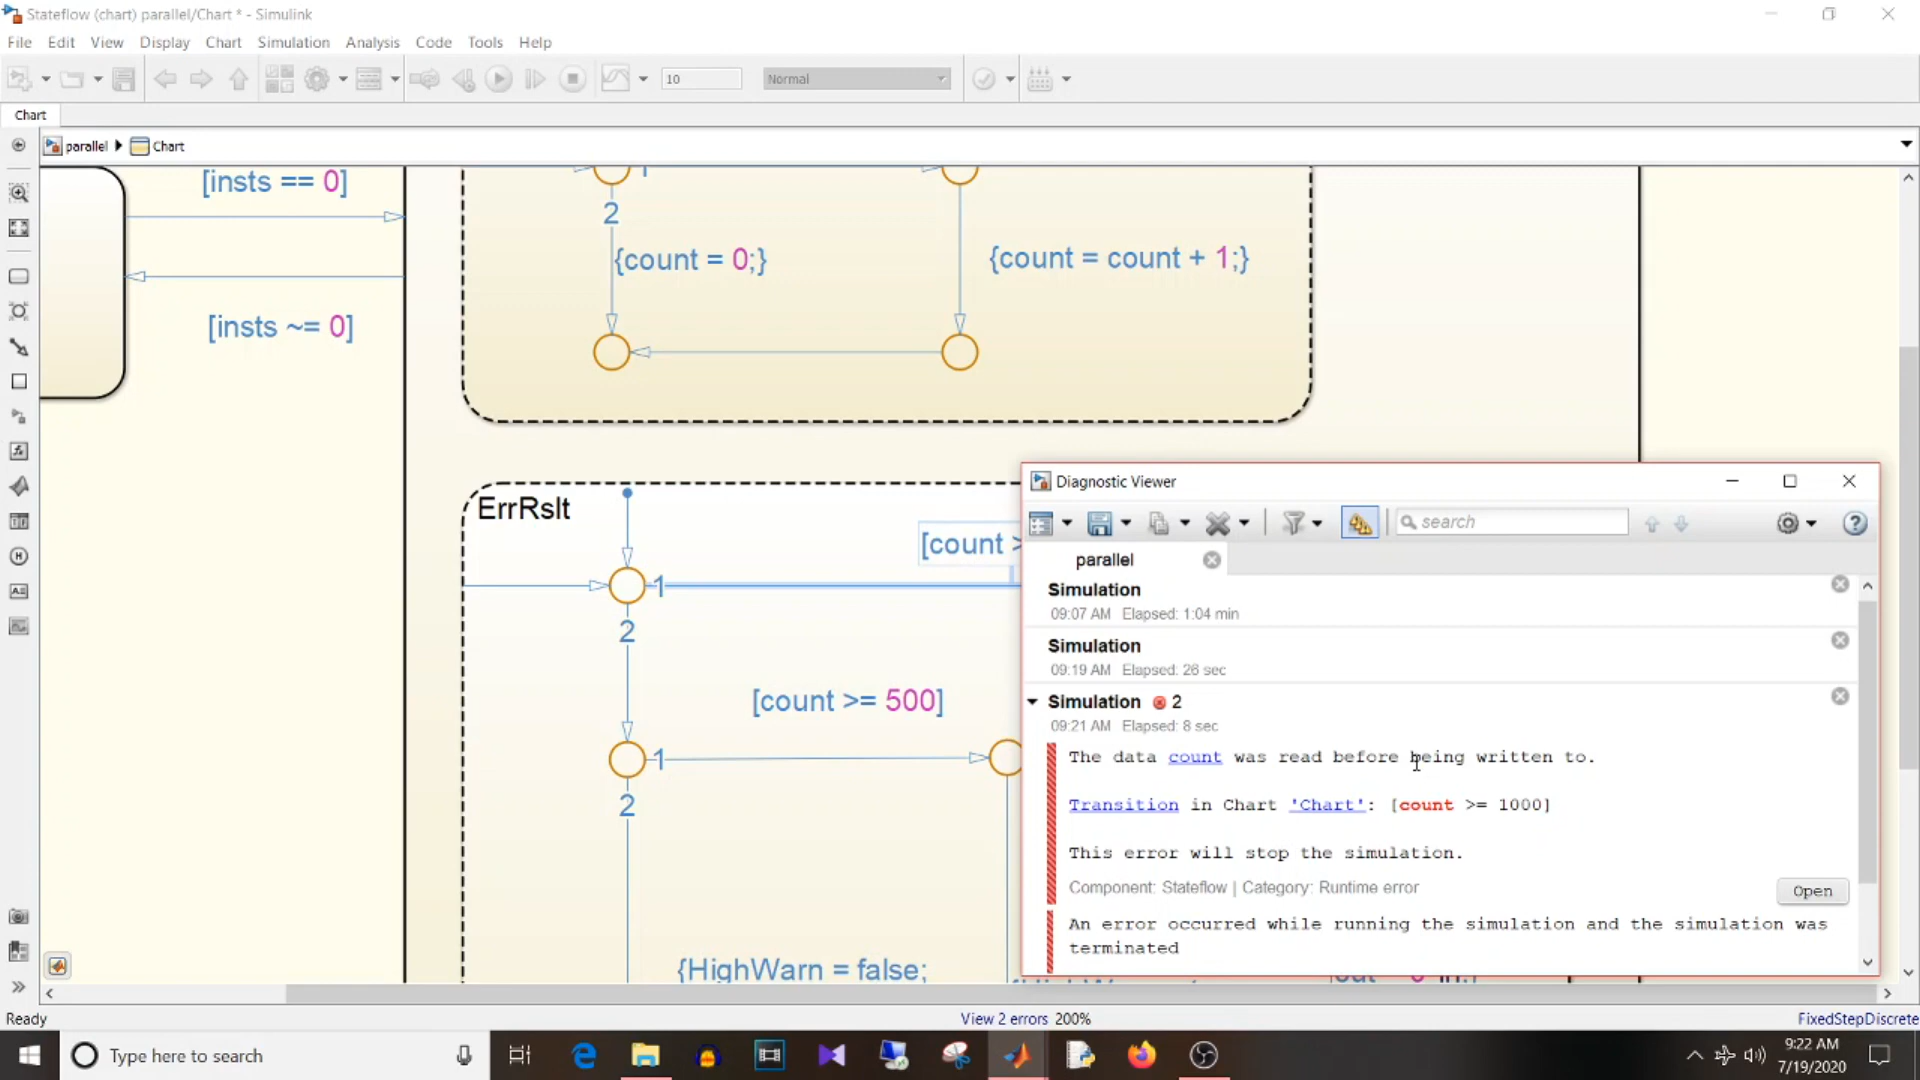 Stateflow (chart) parallel/Chart * - Simulink
File Edit View Display Chart Simulation Analysis Code Tools Help
10 Normal
Chart
parallel Chart
[insts == 0]
[insts ~= 0]
1
2
{count = 0;}
{count = count + 1;}
ErrRslt
[count >
1
2
[count >= 500]
1
2
{HighWarn = false;
Diagnostic Viewer
search
parallel
Simulation
09:07 AM Elapsed: 1:04 min
Simulation
09:19 AM Elapsed: 26 sec
Simulation 2
09:21 AM Elapsed: 8 sec
The data count was read before being written to.
Transition in Chart 'Chart': [count >= 1000]
This error will stop the simulation.
Component: Stateflow | Category: Runtime error
Open
An error occurred while running the simulation and the simulation was
terminated
Ready
View 2 errors 200%
FixedStepDiscrete
Type here to search
9:22 AM
7/19/2020